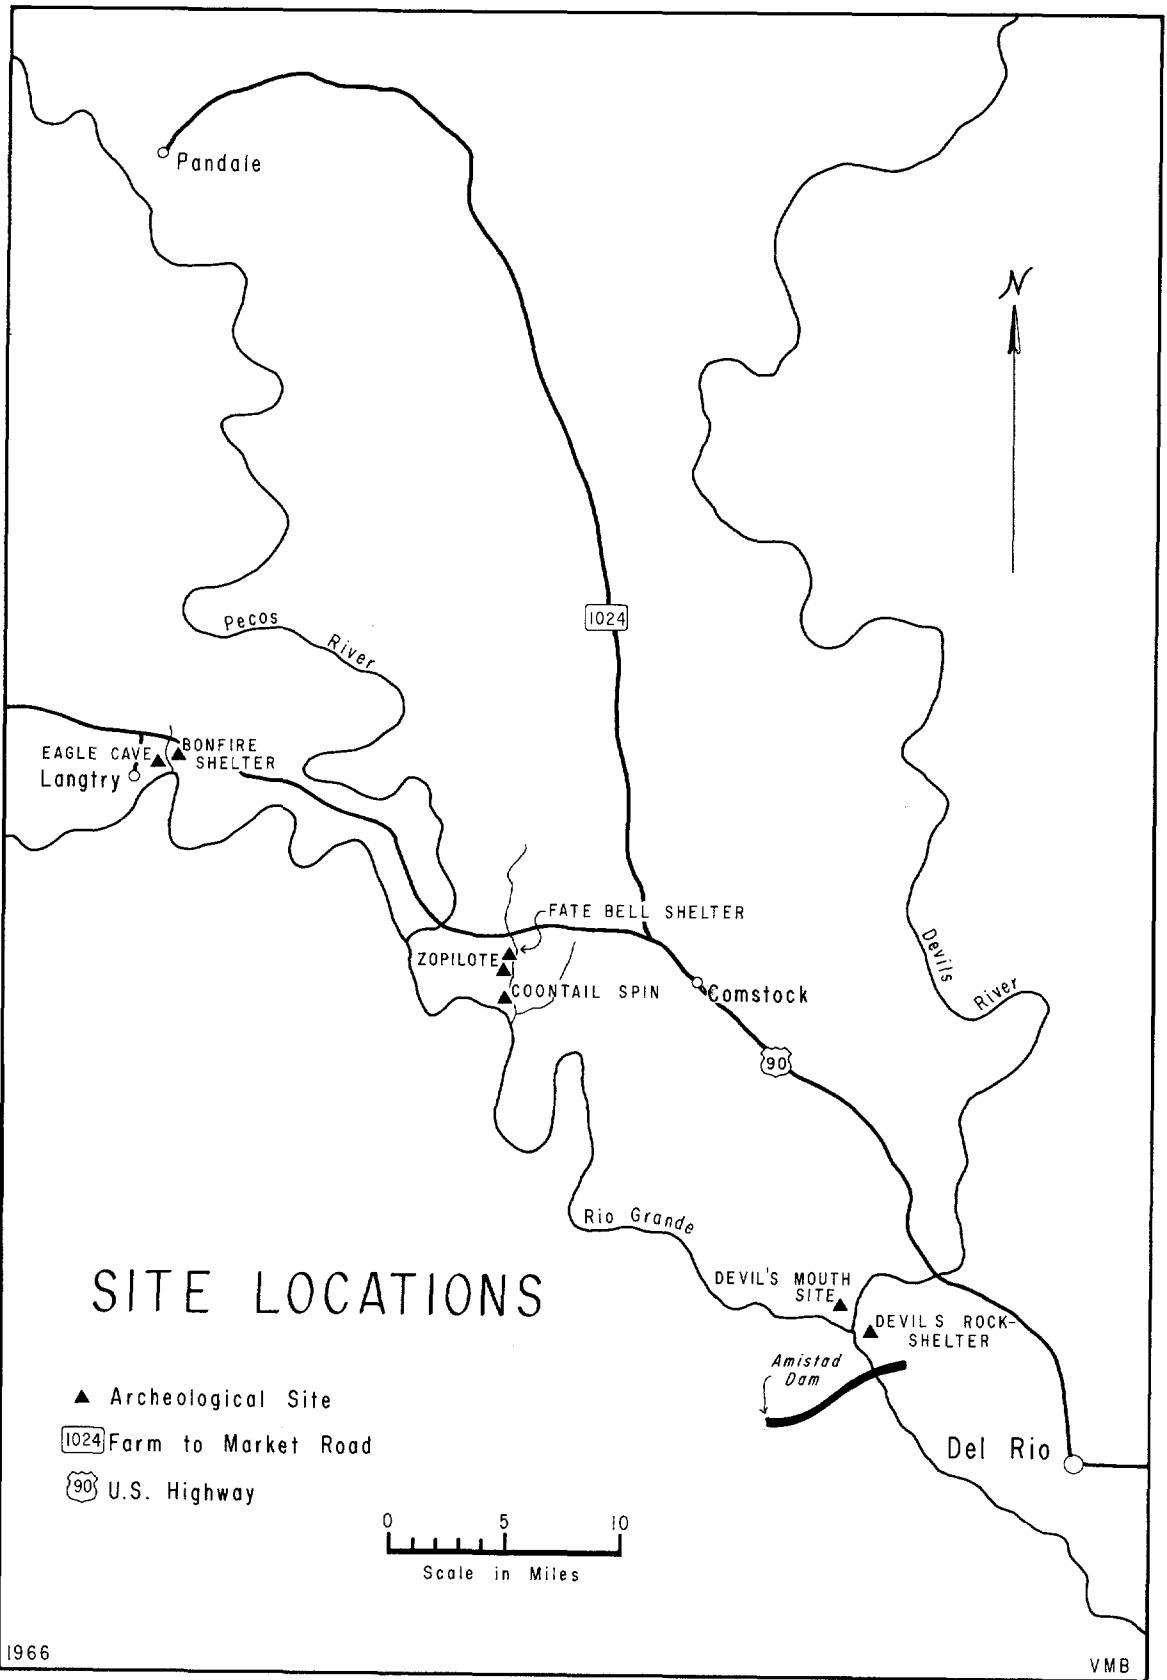 Pandale
N
1024
Pecos
River
EAGLE CAVE
BONFIRE
SHELTER
Langtry
FATE BELL SHELTER
ZOPILOTE
COONTAIL SPIN
Comstock
Devils
River
90
Rio Grande
DEVIL'S MOUTH
SITE
DEVIL S ROCK-
SHELTER
Amistad
Dam
Del Rio
SITE LOCATIONS
Archeological Site
1024 Farm to Market Road
90 U.S. Highway
0 5 10
Scale in Miles
1966
VMB